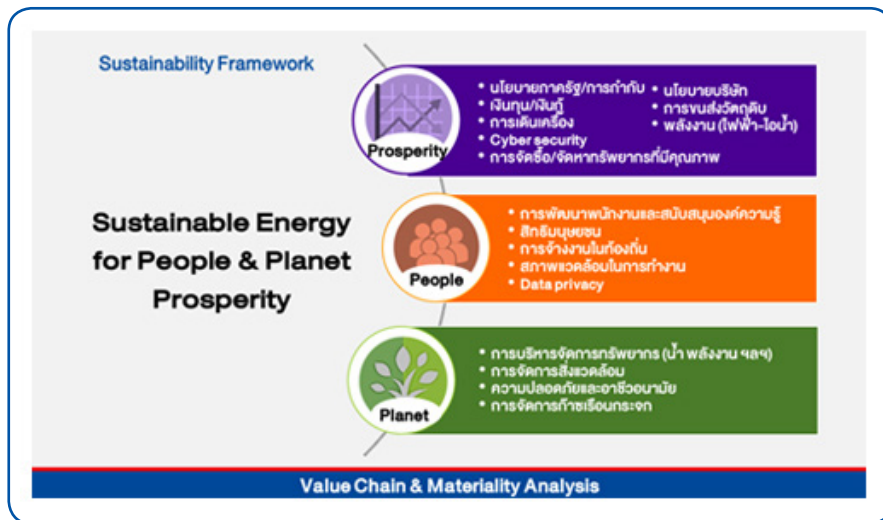 Sustainability Framework
Sustainable Energy
for People & Planet
Prosperity
Prosperity
• นโยบายภาครัฐ/การกำกับ
• เงินทุน/เงินกู้
• การเดินเครื่อง
• Cyber security
• การจัดซื้อ/จัดหาทรัพยากรที่มีคุณภาพ
• นโยบายบริษัท
• การขนส่งวัตถุดิบ
• พลังงาน (ไฟฟ้า-ไอน้ำ)
People
• การพัฒนาพนักงานและสนับสนุนองค์ความรู้
• สิทธิมนุษยชน
• การจ้างงานในท้องถิ่น
• สภาพแวดล้อมในการทำงาน
• Data privacy
Planet
• การบริหารจัดการทรัพยากร (น้ำ พลังงาน ฯลฯ)
• การจัดการสิ่งแวดล้อม
• ความปลอดภัยและอาชีวอนามัย
• การจัดการก๊าซเรือนกระจก
Value Chain & Materiality Analysis